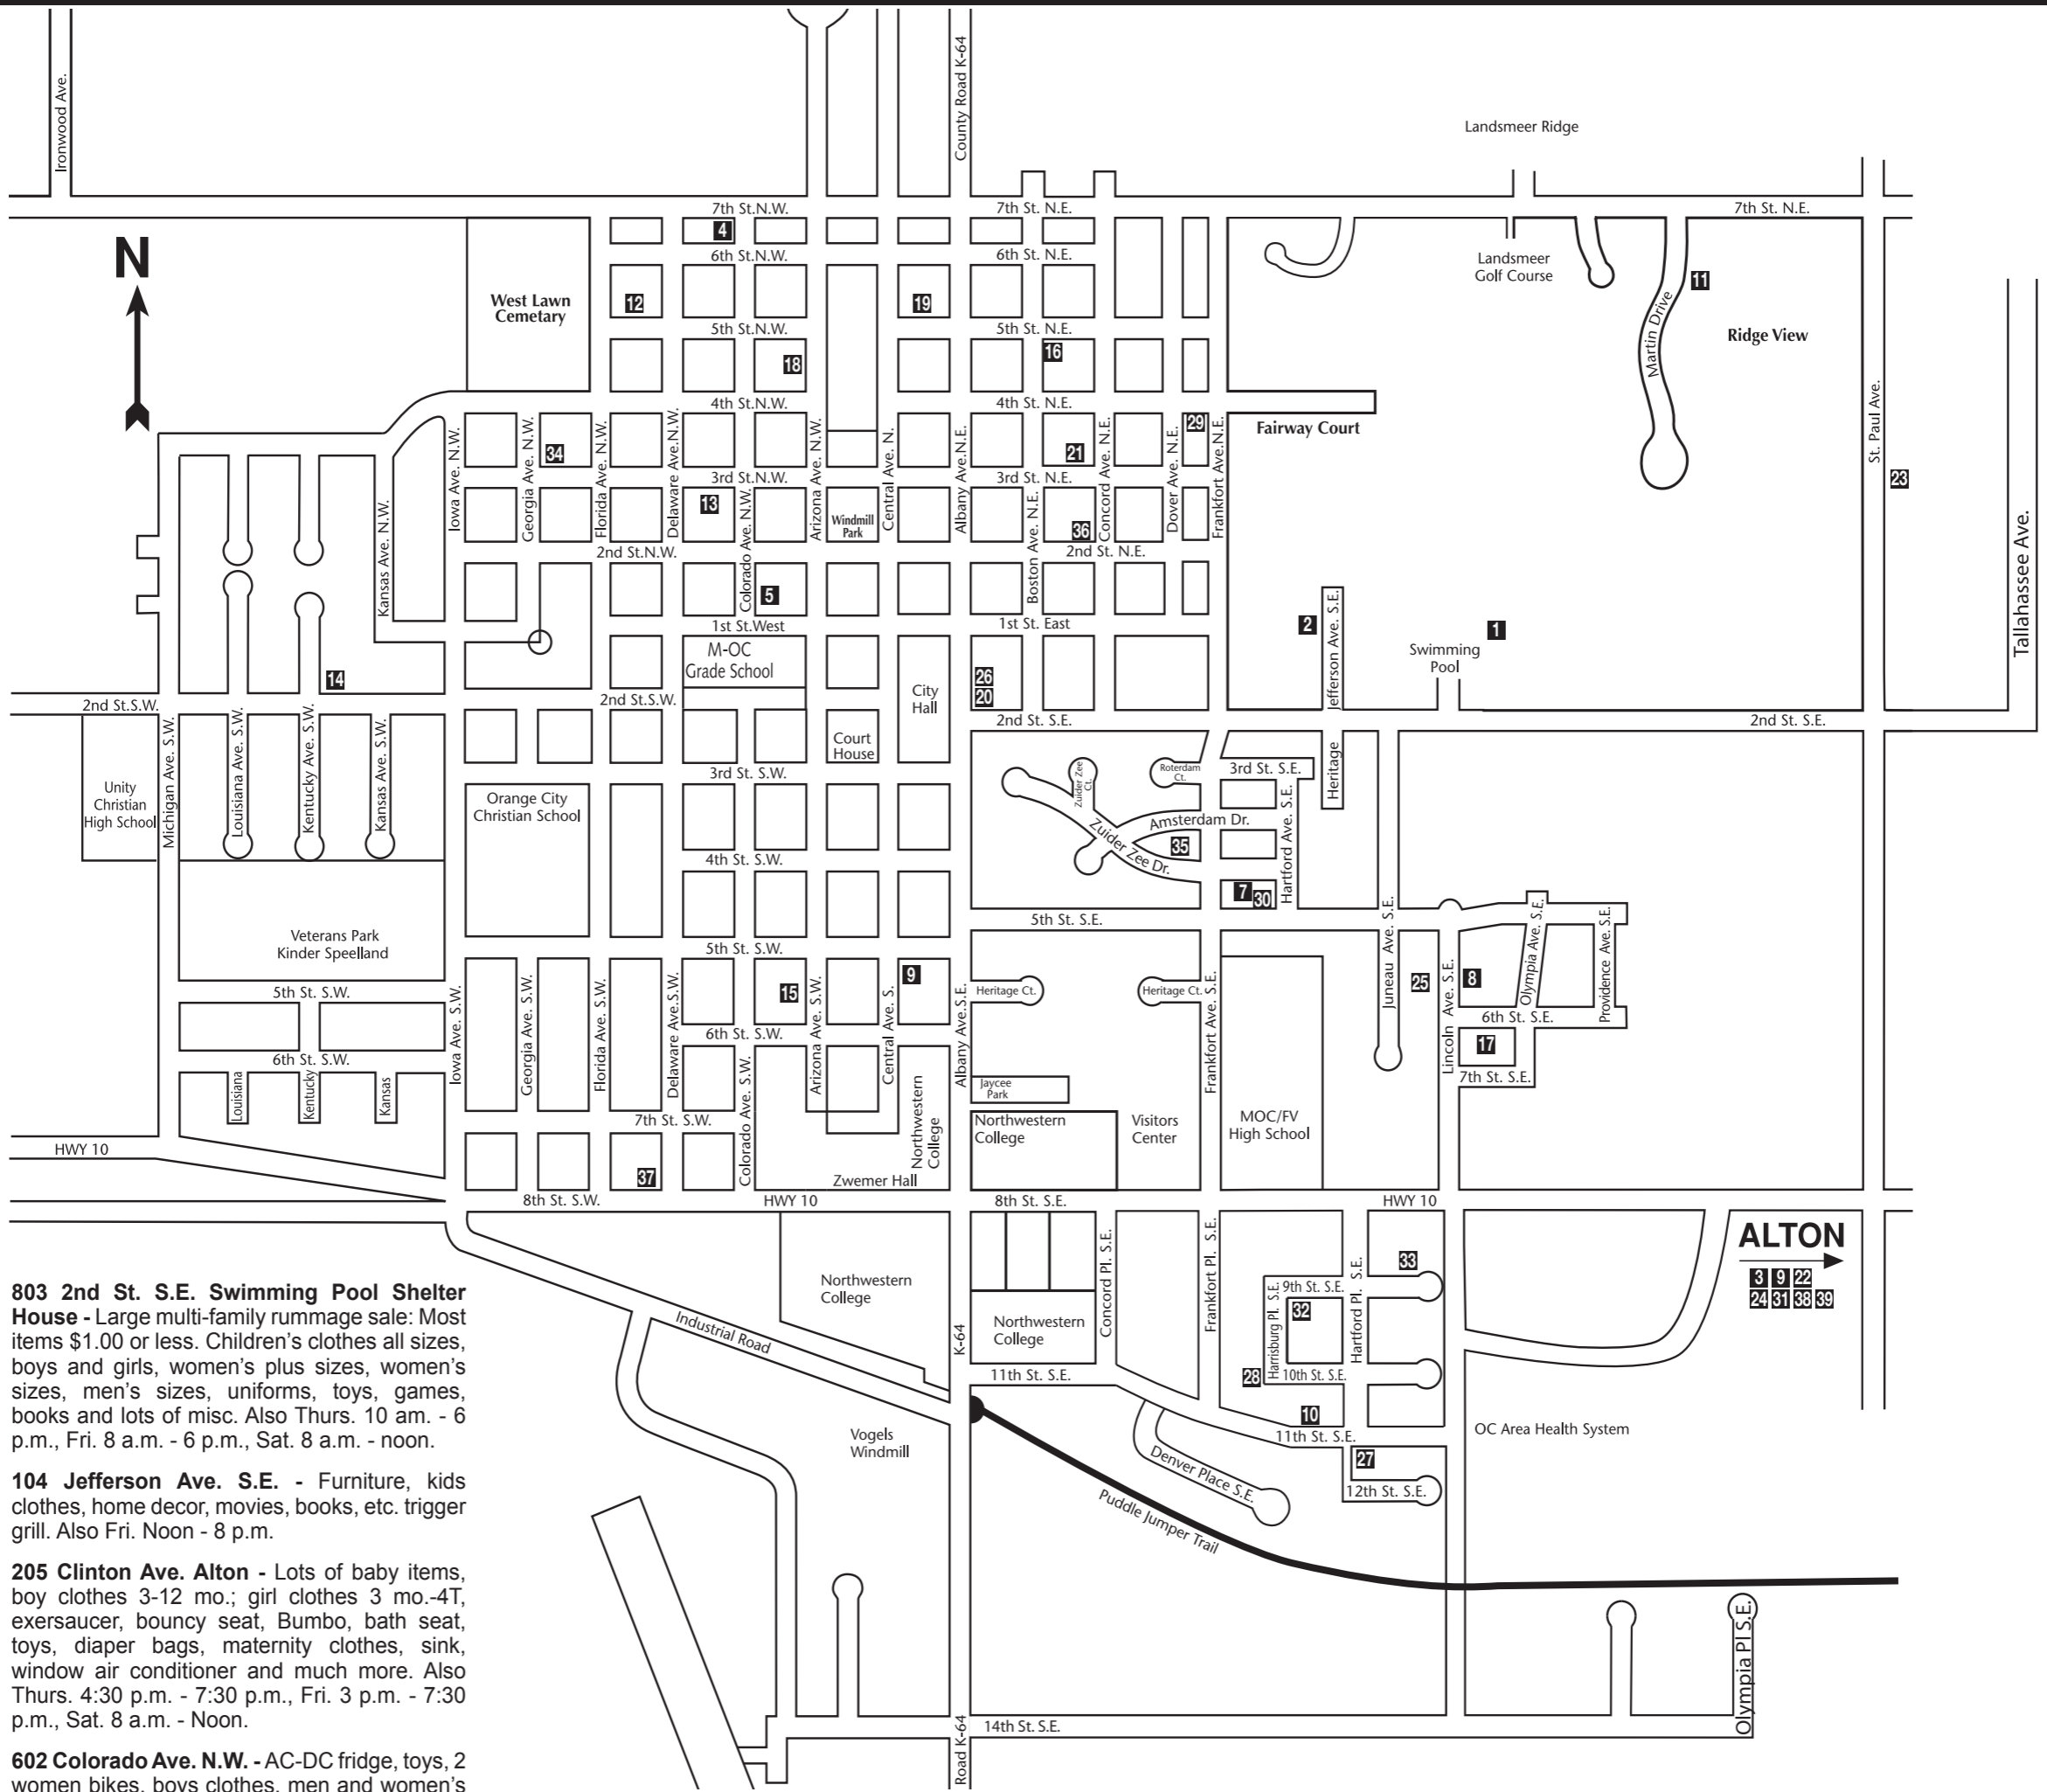 Ironwood Ave.
County Road K-64
Landsmeer Ridge
7th St.N.W.
7th St. N.E.
7th St. N.E.
N
4
6th St.N.W.
6th St. N.E.
Landsmeer
Golf Course
11
West Lawn
Cemetary
12
19
Martin Drive
Ridge View
5th St.N.W.
5th St. N.E.
18
16
4th St.N.W.
4th St. N.E.
St. Paul Ave.
Iowa Ave. N.W.
Georgia Ave. N.W.
34
Florida Ave. N.W.
Delaware Ave.N.W.
Arizona Ave. N.W.
Central Ave. N.
Albany Ave.N.E.
21
Concord Ave. N.E.
Dover Ave. N.E.
29
Frankfort Ave.N.E.
Fairway Court
3rd St.N.W.
3rd St. N.E.
23
Kansas Ave. N.W.
13
Colorado Ave. N.W.
Windmill
Park
Boston Ave. N.E.
36
Tallahassee Ave.
2nd St.N.W.
2nd St. N.E.
5
2
Jefferson Ave. S.E.
1
1st St.West
1st St. East
M-OC
Grade School
Swimming
Pool
14
26
20
City
Hall
2nd St.S.W.
2nd St.S.W.
2nd St. S.E.
2nd St. S.E.
Michigan Ave. S.W.
Louisiana Ave. S.W.
Kentucky Ave. S.W.
Kansas Ave. S.W.
Court
House
Heritage
3rd St. S.W.
Zuider Zee
Ct.
Roterdam
Ct.
3rd St. S.E.
Unity
Christian
High School
Orange City
Christian School
Zuider Zee Dr.
Amsterdam Dr.
35
Hartford Ave. S.E.
4th St. S.W.
7
30
5th St. S.E.
Veterans Park
Kinder Speelland
5th St. S.W.
Juneau Ave. S.E.
Olympia Ave. S.E.
Providence Ave. S.E.
5th St. S.W.
15
9
Heritage Ct.
Heritage Ct.
25
Lincoln Ave. S.E.
8
6th St. S.E.
6th St. S.W.
6th St. S.W.
Iowa Ave. S.W.
Georgia Ave. S.W.
Florida Ave. S.W.
Delaware Ave.S.W.
Colorado Ave. S.W.
Arizona Ave. S.W.
Central Ave. S.
Albany Ave.S.E.
Frankfort Ave. S.E.
17
7th St. S.E.
Louisiana
Kentucky
Kansas
Jaycee
Park
7th St. S.W.
Northwestern
College
Northwestern
College
Visitors
Center
MOC/FV
High School
HWY 10
37
Zwemer Hall
8th St. S.W.
HWY 10
8th St. S.E.
HWY 10
ALTON
3 9 22
24 31 38 39
Northwestern
College
Northwestern
College
Concord Pl. S.E.
Frankfort Pl. S.E.
Harrisburg Pl. S.E.
9th St. S.E.
32
Hartford Pl. S.E.
33
Industrial Road
K-64
11th St. S.E.
28
10th St. S.E.
10
11th St. S.E.
OC Area Health System
Vogels
Windmill
Denver Place S.E.
27
12th St. S.E.
Puddle Jumper Trail
Olympia Pl S.E.
Road K-64
14th St. S.E.
803 2nd St. S.E. Swimming Pool Shelter
House - Large multi-family rummage sale: Most
items $1.00 or less. Children's clothes all sizes,
boys and girls, women's plus sizes, women's
sizes, men's sizes, uniforms, toys, games,
books and lots of misc. Also Thurs. 10 am. - 6
p.m., Fri. 8 a.m. - 6 p.m., Sat. 8 a.m. - noon.
104 Jefferson Ave. S.E. - Furniture, kids
clothes, home decor, movies, books, etc. trigger
grill. Also Fri. Noon - 8 p.m.
205 Clinton Ave. Alton - Lots of baby items,
boy clothes 3-12 mo.; girl clothes 3 mo.-4T,
exersaucer, bouncy seat, Bumbo, bath seat,
toys, diaper bags, maternity clothes, sink,
window air conditioner and much more. Also
Thurs. 4:30 p.m. - 7:30 p.m., Fri. 3 p.m. - 7:30
p.m., Sat. 8 a.m. - Noon.
602 Colorado Ave. N.W. - AC-DC fridge, toys, 2
women bikes, boys clothes, men and women's